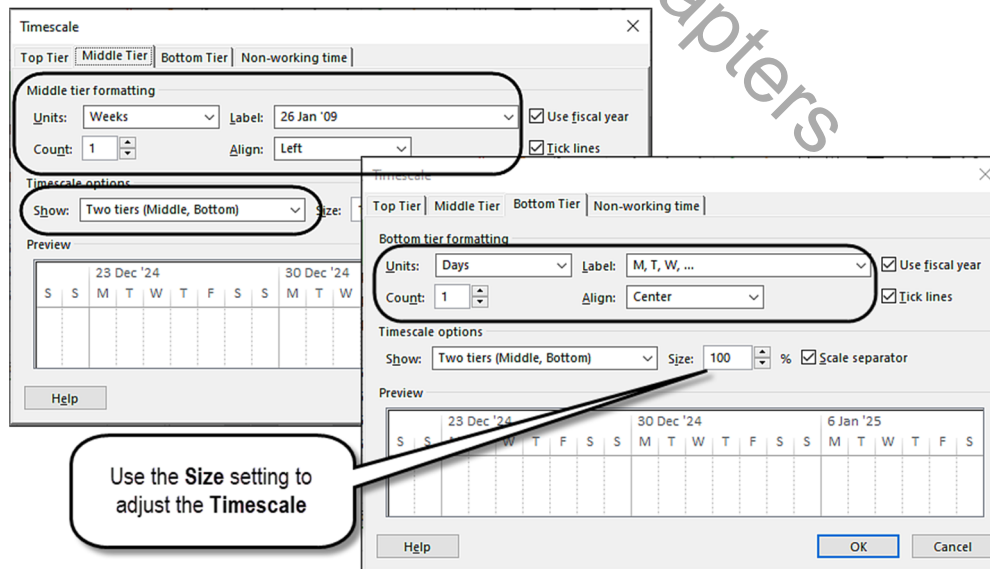 Timescale
Top Tier Middle Tier Bottom Tier Non-working time
Middle tier formatting
Units: Weeks Label: 26 Jan '09 Use fiscal year
Count: 1 Align: Left Tick lines
Timescale options
Show: Two tiers (Middle, Bottom) Size:
Preview
23 Dec '24 30 Dec '24
S S M T W T F S S M T W
Help
Timescale
Top Tier Middle Tier Bottom Tier Non-working time
Bottom tier formatting
Units: Days Label: M, T, W, ... Use fiscal year
Count: 1 Align: Center Tick lines
Timescale options
Show: Two tiers (Middle, Bottom) Size: 100 % Scale separator
Preview
23 Dec '24 30 Dec '24 6 Jan '25
S S W T F S S M T W T F S S M T W T F S
Help OK Cancel
Use the Size setting to
adjust the Timescale